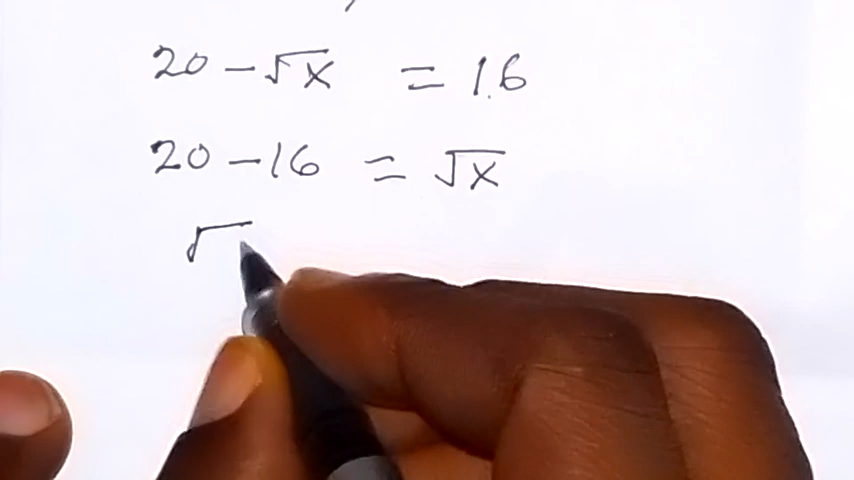 20 - √x = 16
20 - 16 = √x
√